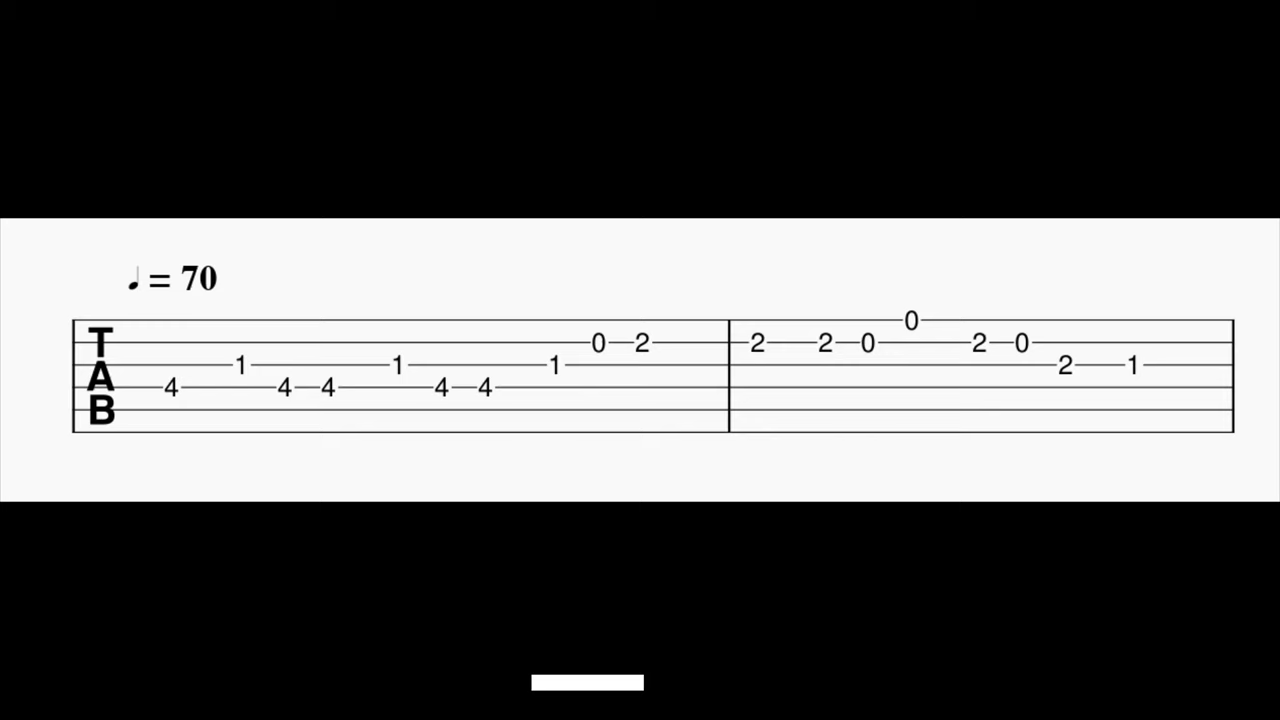 ♩ = 70
T
A
B
0
0 2 2 2 0 2 0
1 1 1 2 1
4 4 4 4 4